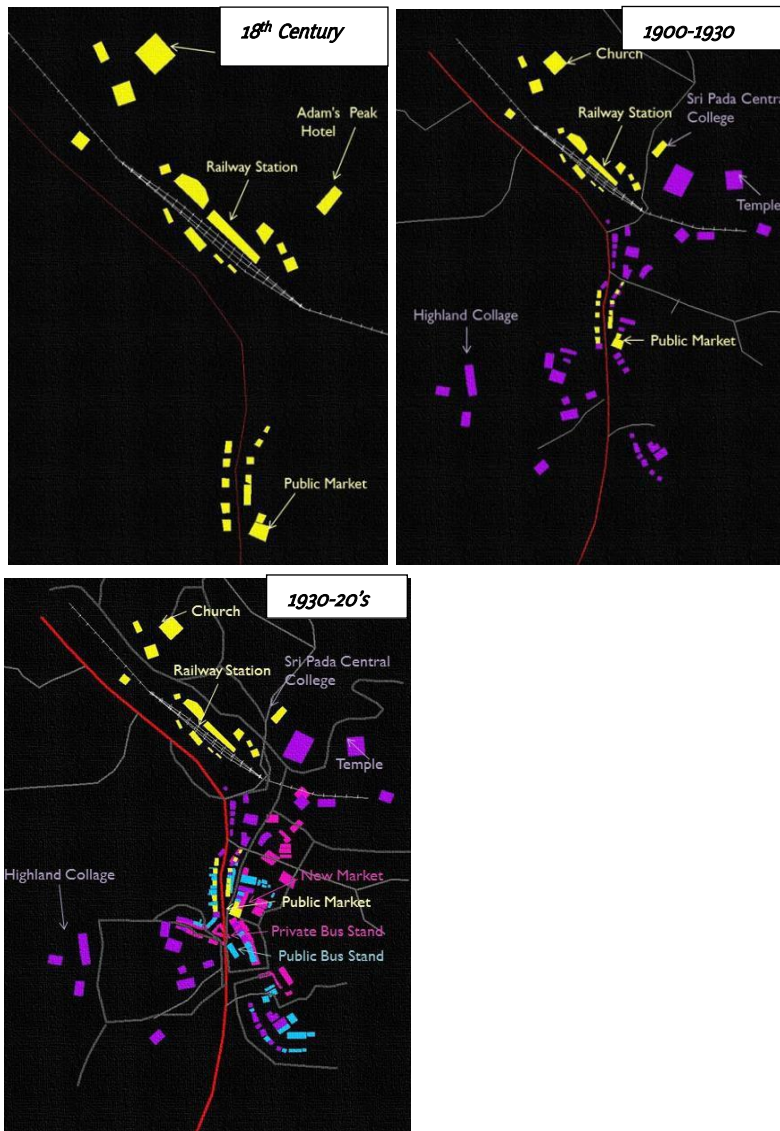 18th Century
Adam's Peak
Hotel
Railway Station
Public Market
1900-1930
Church
Sri Pada Central
College
Railway Station
Temple
Highland Collage
Public Market
1930-20's
Church
Railway Station
Sri Pada Central
College
Temple
Highland Collage
New Market
Public Market
Private Bus Stand
Public Bus Stand